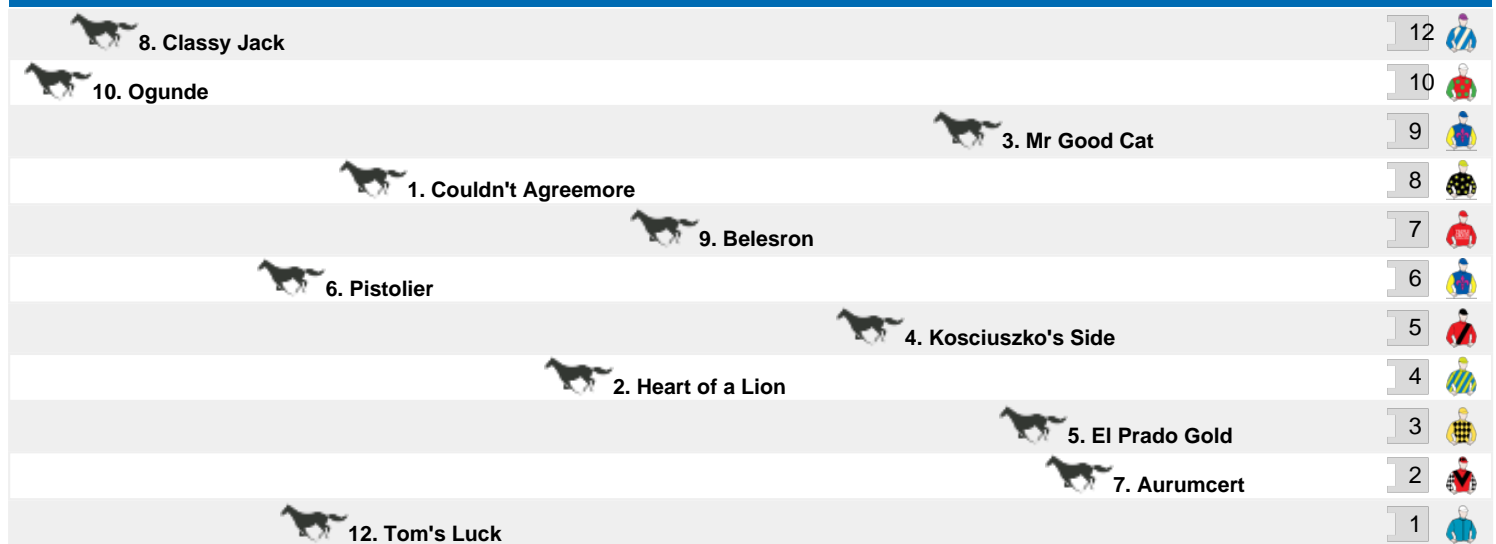 8. Classy Jack 12
10. Ogunde 10
3. Mr Good Cat 9
1. Couldn't Agreemore 8
9. Belesron 7
6. Pistolier 6
4. Kosciuszko's Side 5
2. Heart of a Lion 4
5. El Prado Gold 3
7. Aurumcert 2
12. Tom's Luck 1